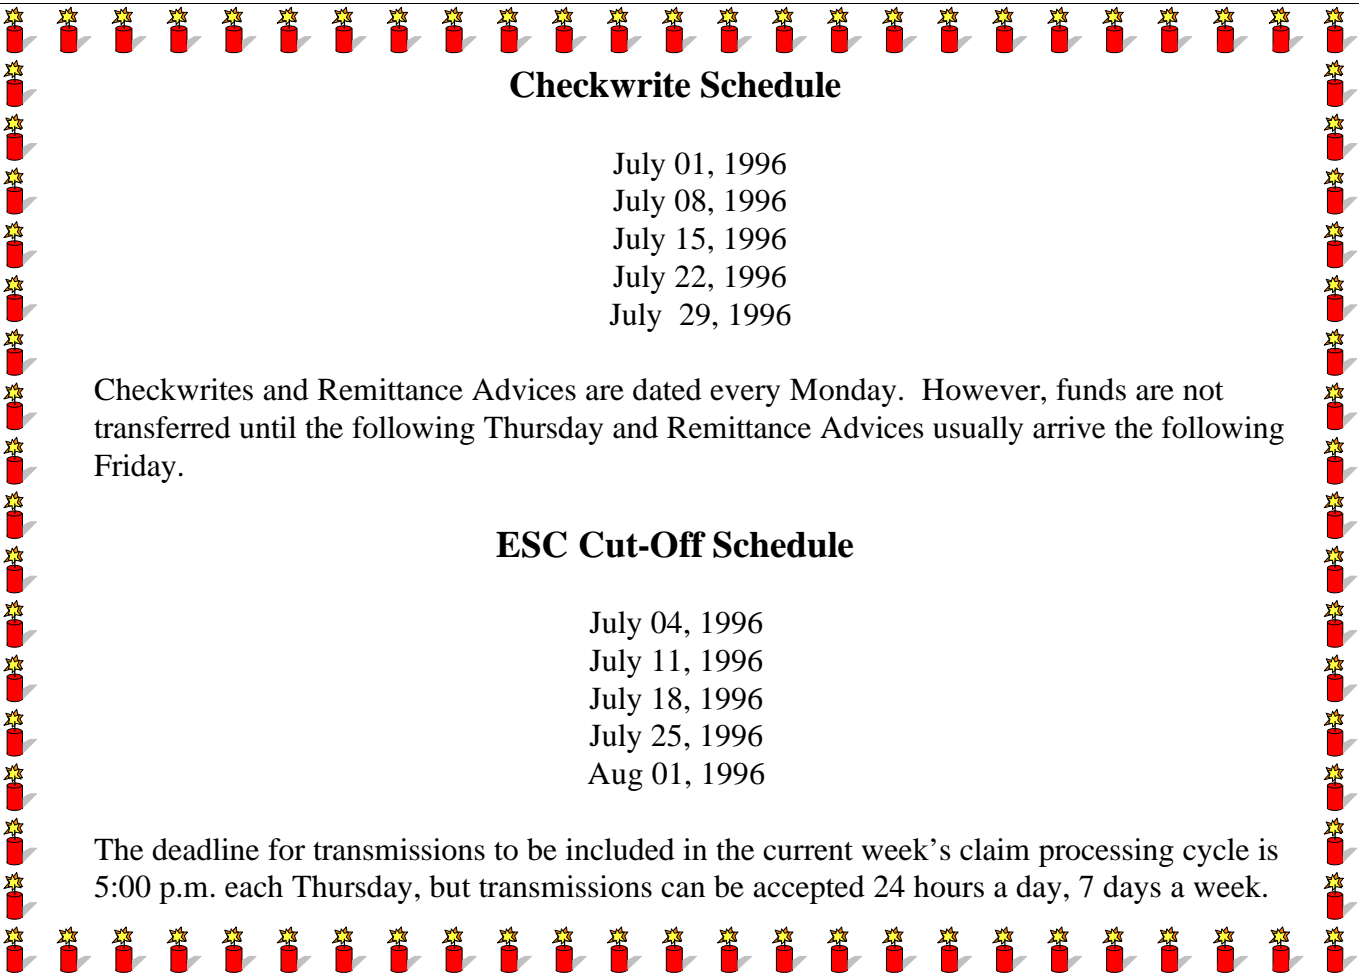 Checkwrite Schedule
July 01, 1996
July 08, 1996
July 15, 1996
July 22, 1996
July  29, 1996
Checkwrites and Remittance Advices are dated every Monday.  However, funds are not
transferred until the following Thursday and Remittance Advices usually arrive the following
Friday.
ESC Cut-Off Schedule
July 04, 1996
July 11, 1996
July 18, 1996
July 25, 1996
Aug 01, 1996
The deadline for transmissions to be included in the current week’s claim processing cycle is
5:00 p.m. each Thursday, but transmissions can be accepted 24 hours a day, 7 days a week.